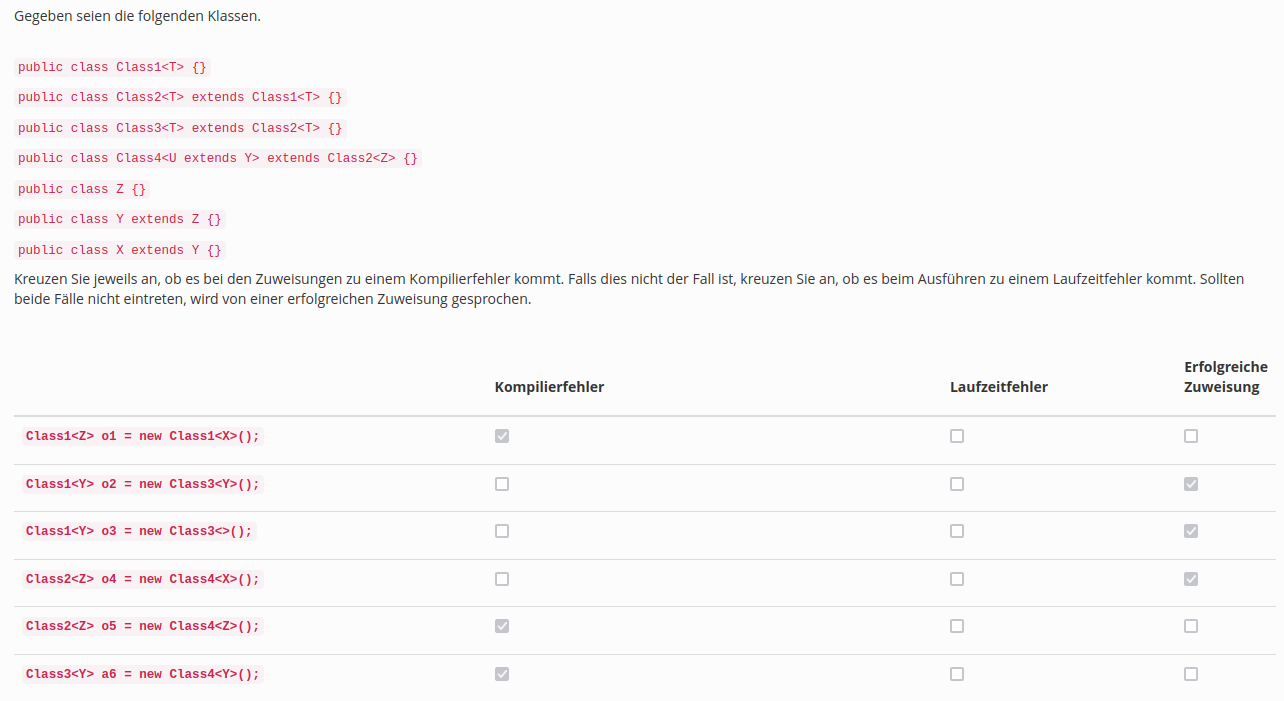 Gegeben seien die folgenden Klassen.
public class Class1<T> {}
public class Class2<T> extends Class1<T> {}
public class Class3<T> extends Class2<T> {}
public class Class4<U extends Y> extends Class2<Z> {}
public class Z {}
public class Y extends Z {}
public class X extends Y {}
Kreuzen Sie jeweils an, ob es bei den Zuweisungen zu einem Kompilierfehler kommt. Falls dies nicht der Fall ist, kreuzen Sie an, ob es beim Ausführen zu einem Laufzeitfehler kommt. Sollten
beide Fälle nicht eintreten, wird von einer erfolgreichen Zuweisung gesprochen.
Kompilierfehler Laufzeitfehler Erfolgreiche
Zuweisung
Class1<Z> o1 = new Class1<X>();
Class1<Y> o2 = new Class3<Y>();
Class1<Y> o3 = new Class3<>();
Class2<Z> o4 = new Class4<X>();
Class2<Z> o5 = new Class4<Z>();
Class3<Y> a6 = new Class4<Y>();